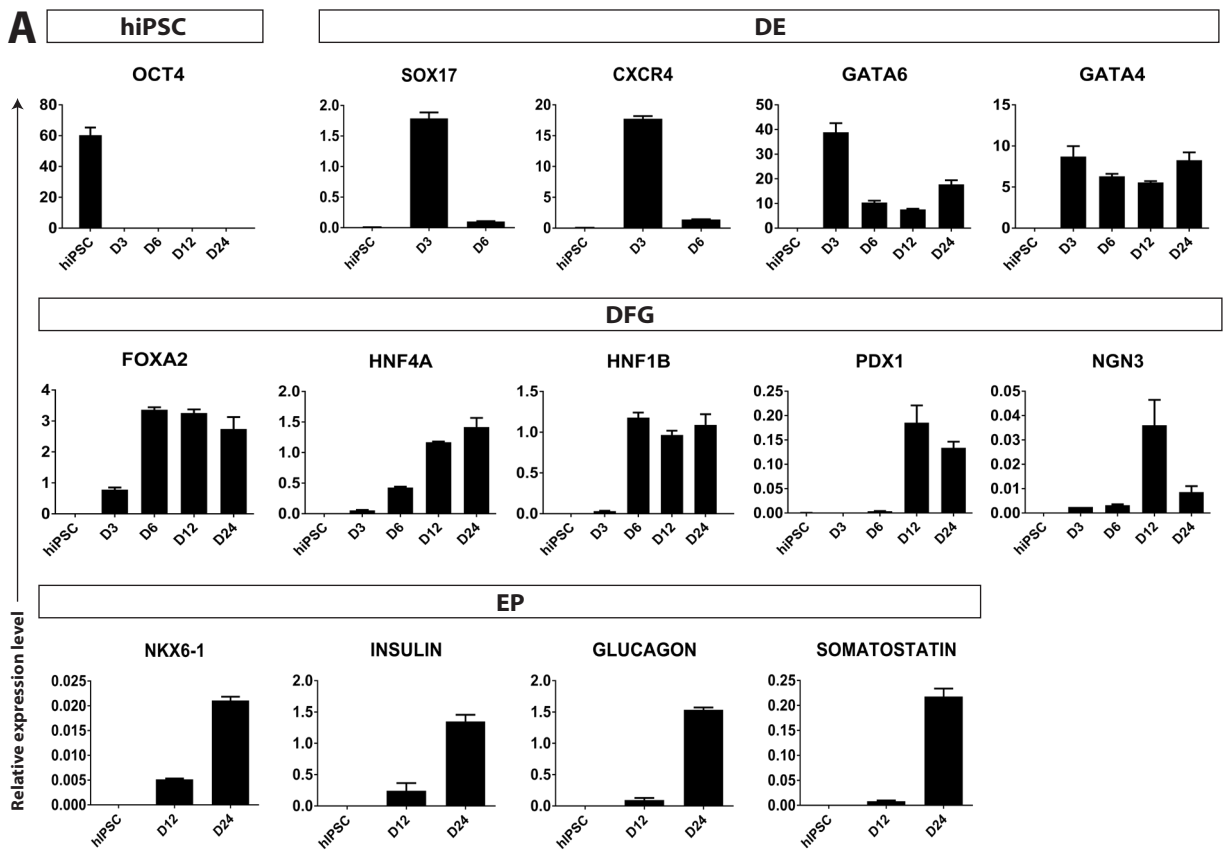 A hiPSC DE
OCT4 SOX17 CXCR4 GATA6 GATA4
80 2.0 20 50 15
60 1.5 15 40 10
40 1.0 10 30 5
20 0.5 5 20 0
0 0.0 0 10
0
hiPSC D3 D6 D12 D24 hiPSC D3 D6 hiPSC D3 D6 hiPSC D3 D6 D12 D24 hiPSC D3 D6 D12 D24
DFG
FOXA2 HNF4A HNF1B PDX1 NGN3
4 2.0 1.5 0.25 0.05
3 1.5 1.0 0.20 0.04
2 1.0 0.5 0.15 0.03
1 0.5 0.0 0.10 0.02
0 0.0 0.05 0.01
0.00 0.00
hiPSC D3 D6 D12 D24 hiPSC D3 D6 D12 D24 hiPSC D3 D6 D12 D24 hiPSC D3 D6 D12 D24 hiPSC D3 D6 D12 D24
EP
NKX6-1 INSULIN GLUCAGON SOMATOSTATIN
0.025 2.0 2.0 0.25
0.020 1.5 1.5 0.20
0.015 1.0 1.0 0.15
0.010 0.5 0.5 0.10
0.005 0.0 0.0 0.05
0.000 0.00
hIPSC D12 D24 hIPSC D12 D24 hIPSC D12 D24 hIPSC D12 D24
Relative expression level